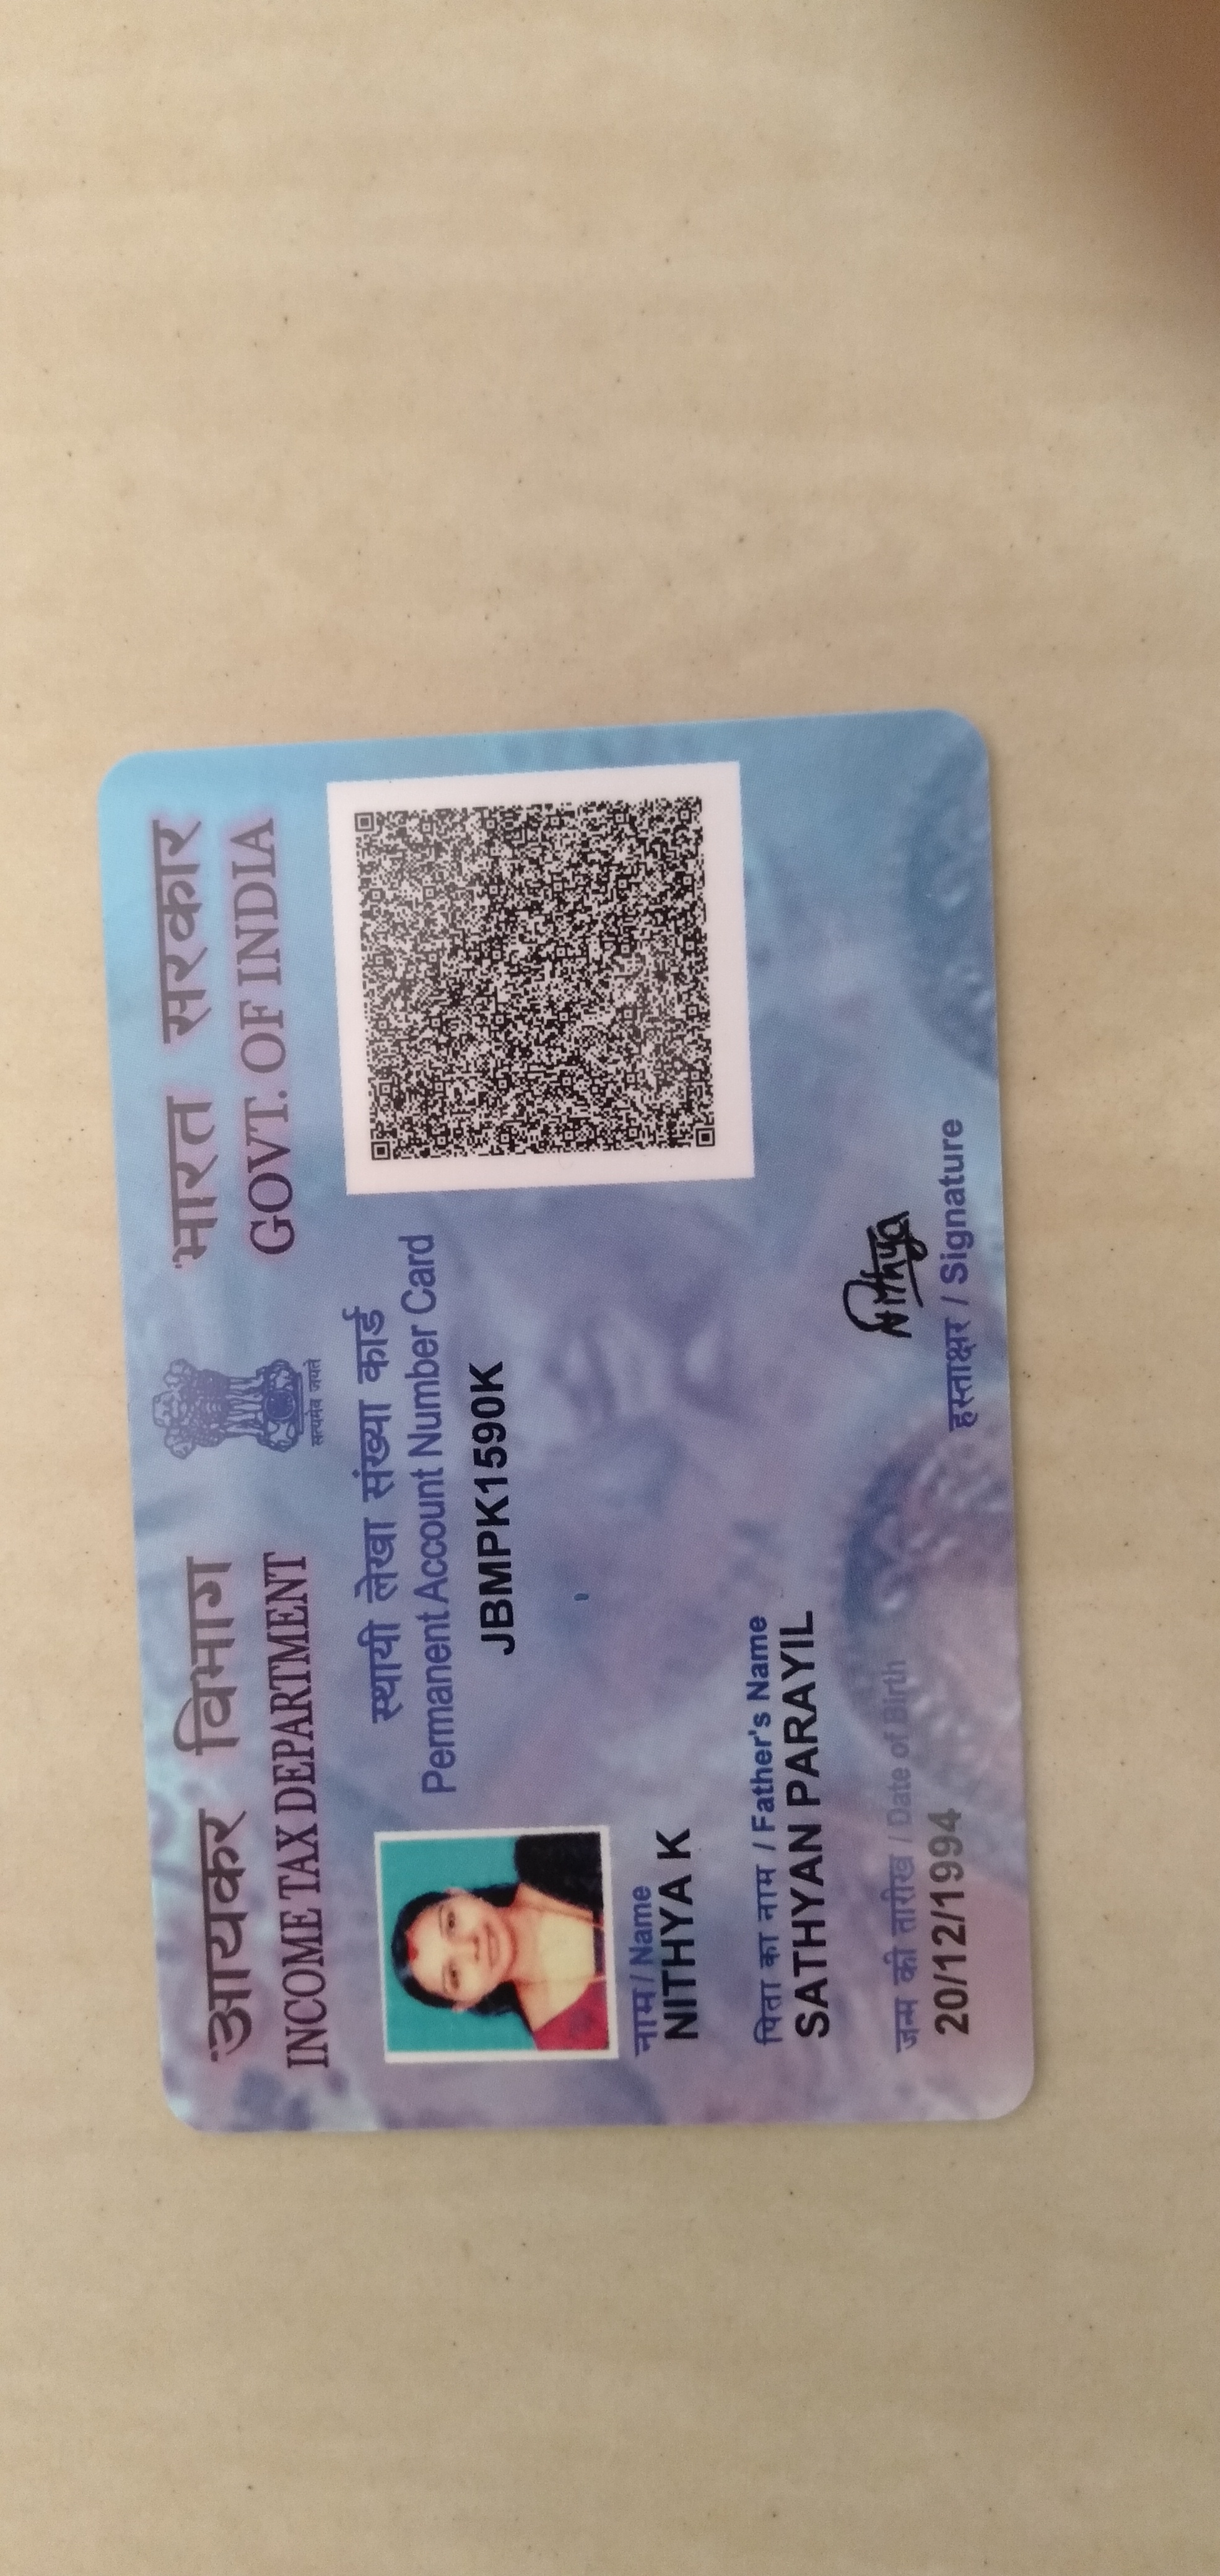 आयकर विभाग
INCOME TAX DEPARTMENT
सत्यमेव जयते
भारत सरकार
GOVT. OF INDIA
स्थायी लेखा संख्या कार्ड
Permanent Account Number Card
JBMPK1590K
नाम / Name
NITHYA K
पिता का नाम / Father's Name
SATHYAN PARAYIL
जन्म की तारीख / Date of Birth
20/12/1994
Nithya
हस्ताक्षर / Signature